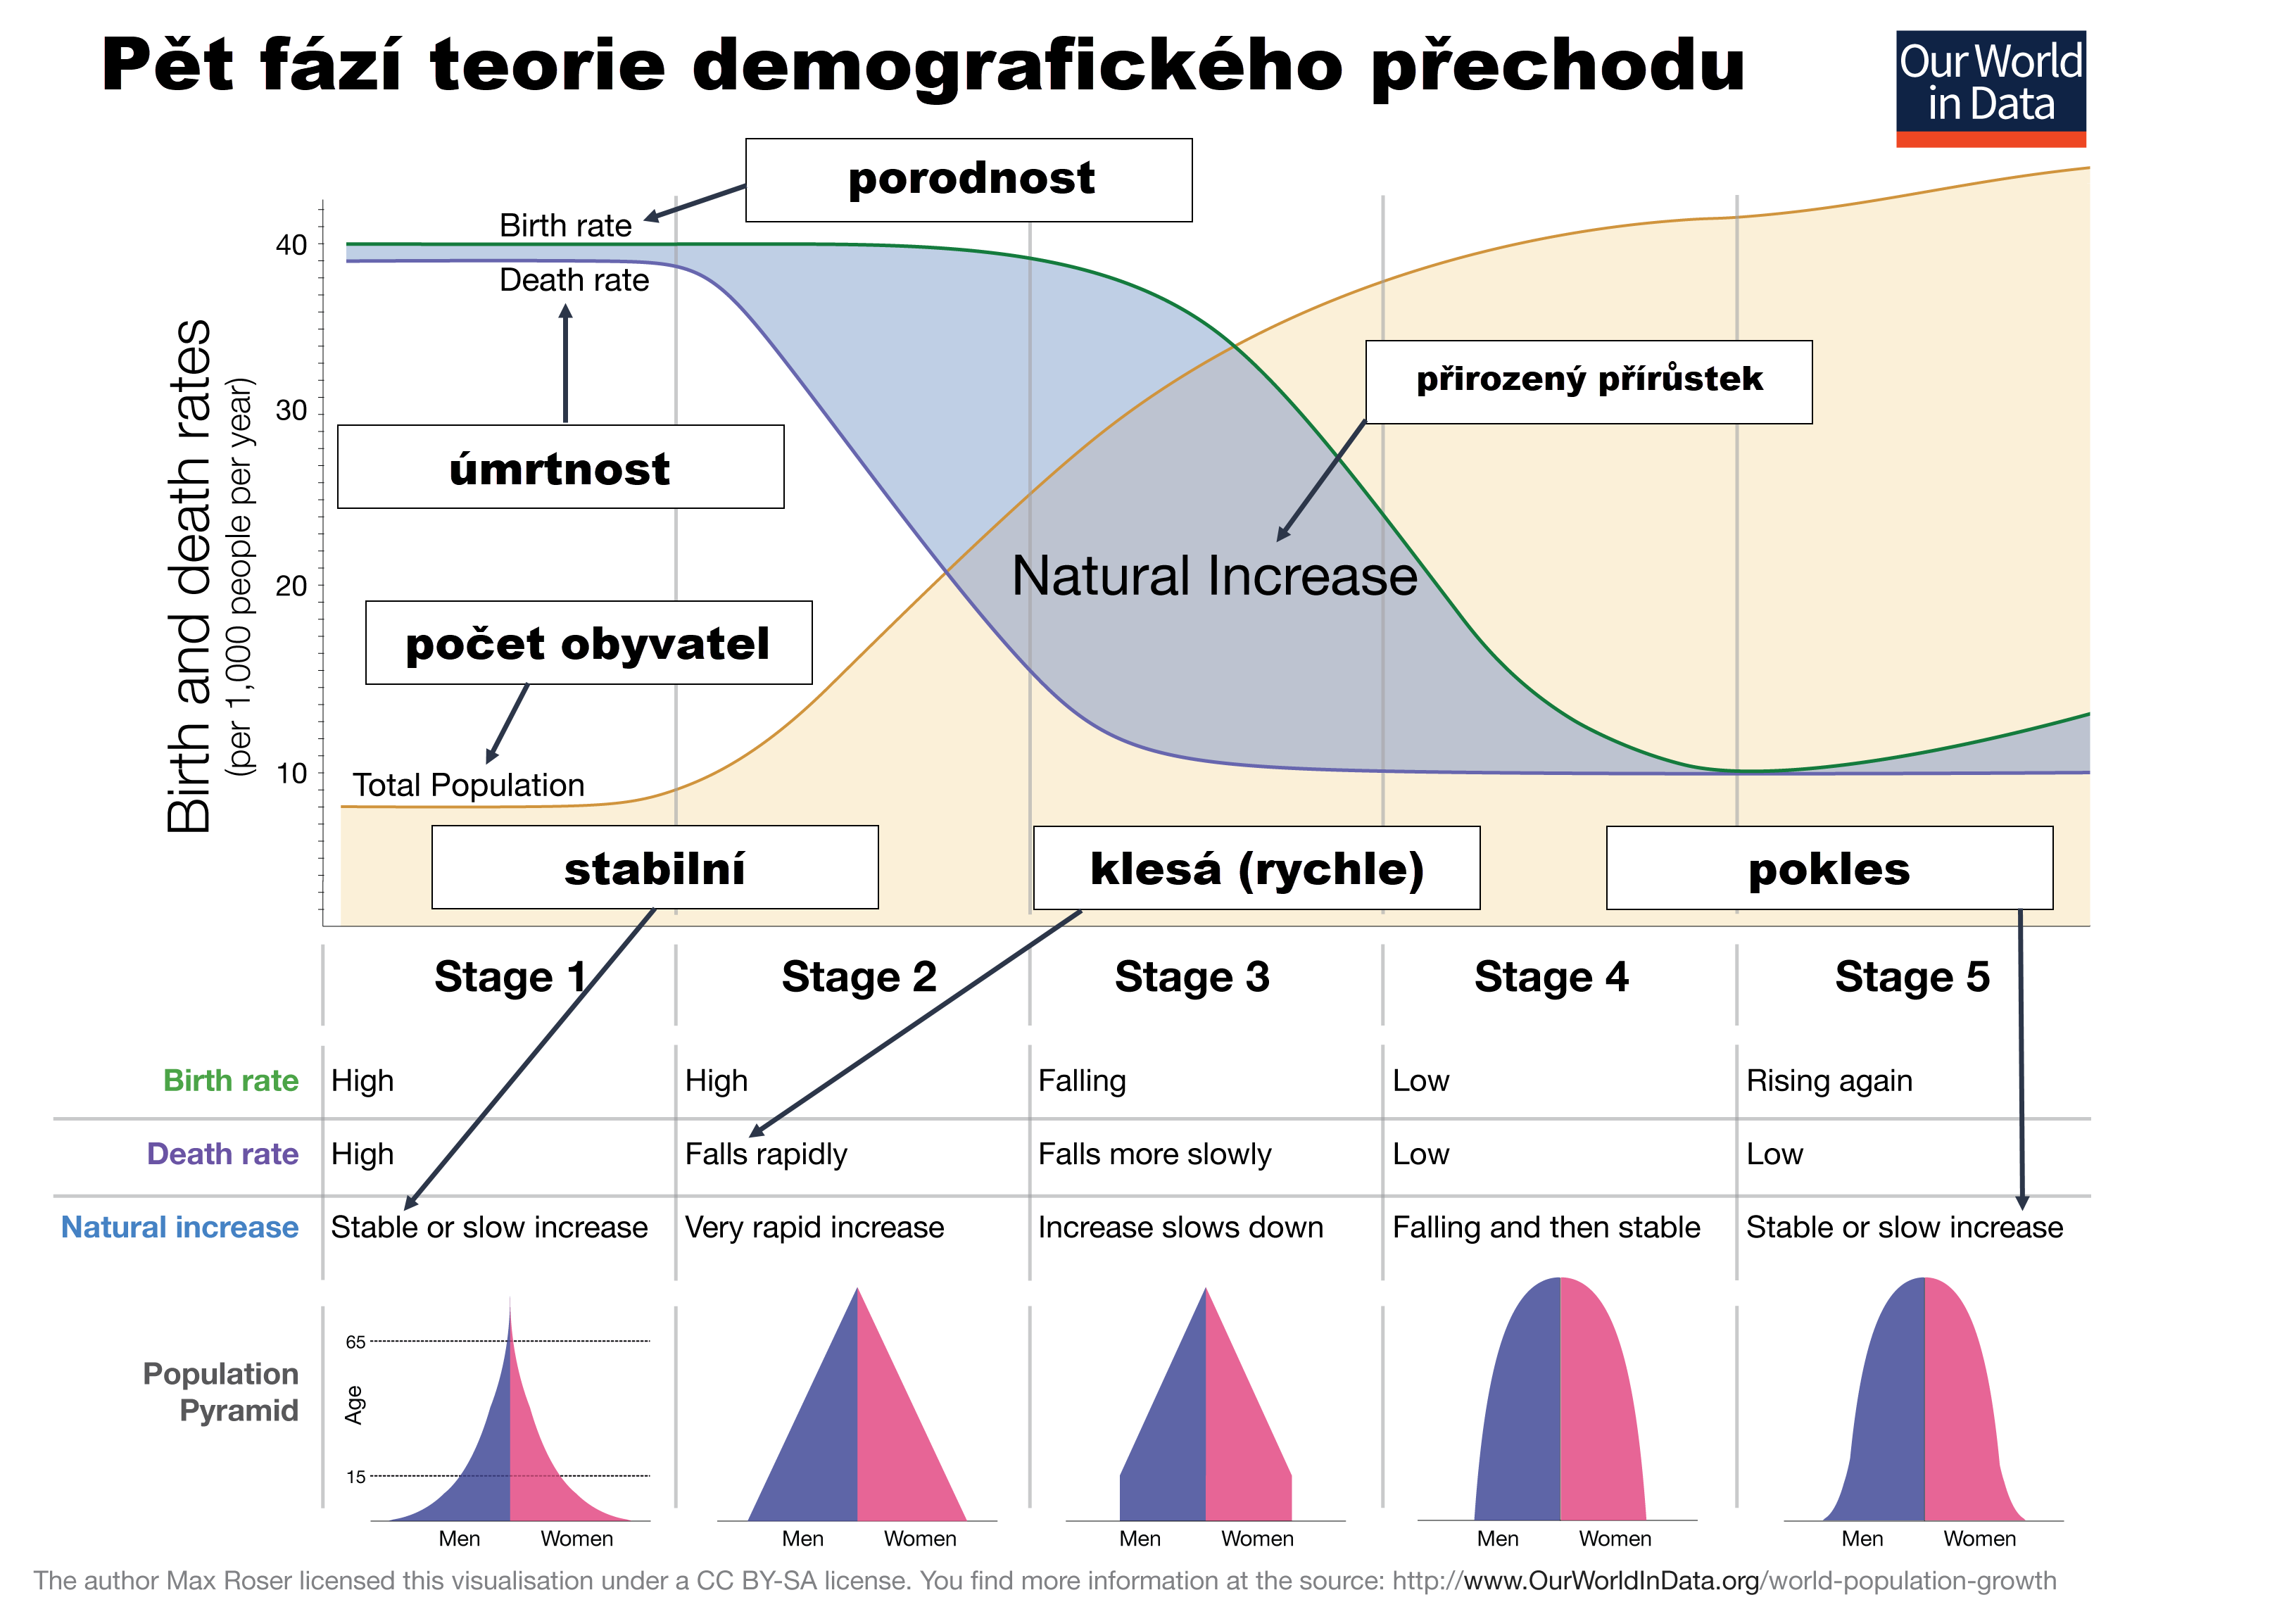 Pět fází teorie demografického přechodu
Our World
in Data
porodnost
Birth rate
Death rate
úmrtnost
přirozený přírůstek
Natural Increase
počet obyvatel
Total Population
Birth and death rates
(per 1,000 people per year)
40
30
20
10
stabilní
klesá (rychle)
pokles
Stage 1
Stage 2
Stage 3
Stage 4
Stage 5
Birth rate
High
High
Falling
Low
Rising again
Death rate
High
Falls rapidly
Falls more slowly
Low
Low
Natural increase
Stable or slow increase
Very rapid increase
Increase slows down
Falling and then stable
Stable or slow increase
Population
Pyramid
Age
65
15
Men Women
Men Women
Men Women
Men Women
Men Women
The author Max Roser licensed this visualisation under a CC BY-SA license. You find more information at the source: http://www.OurWorldInData.org/world-population-growth